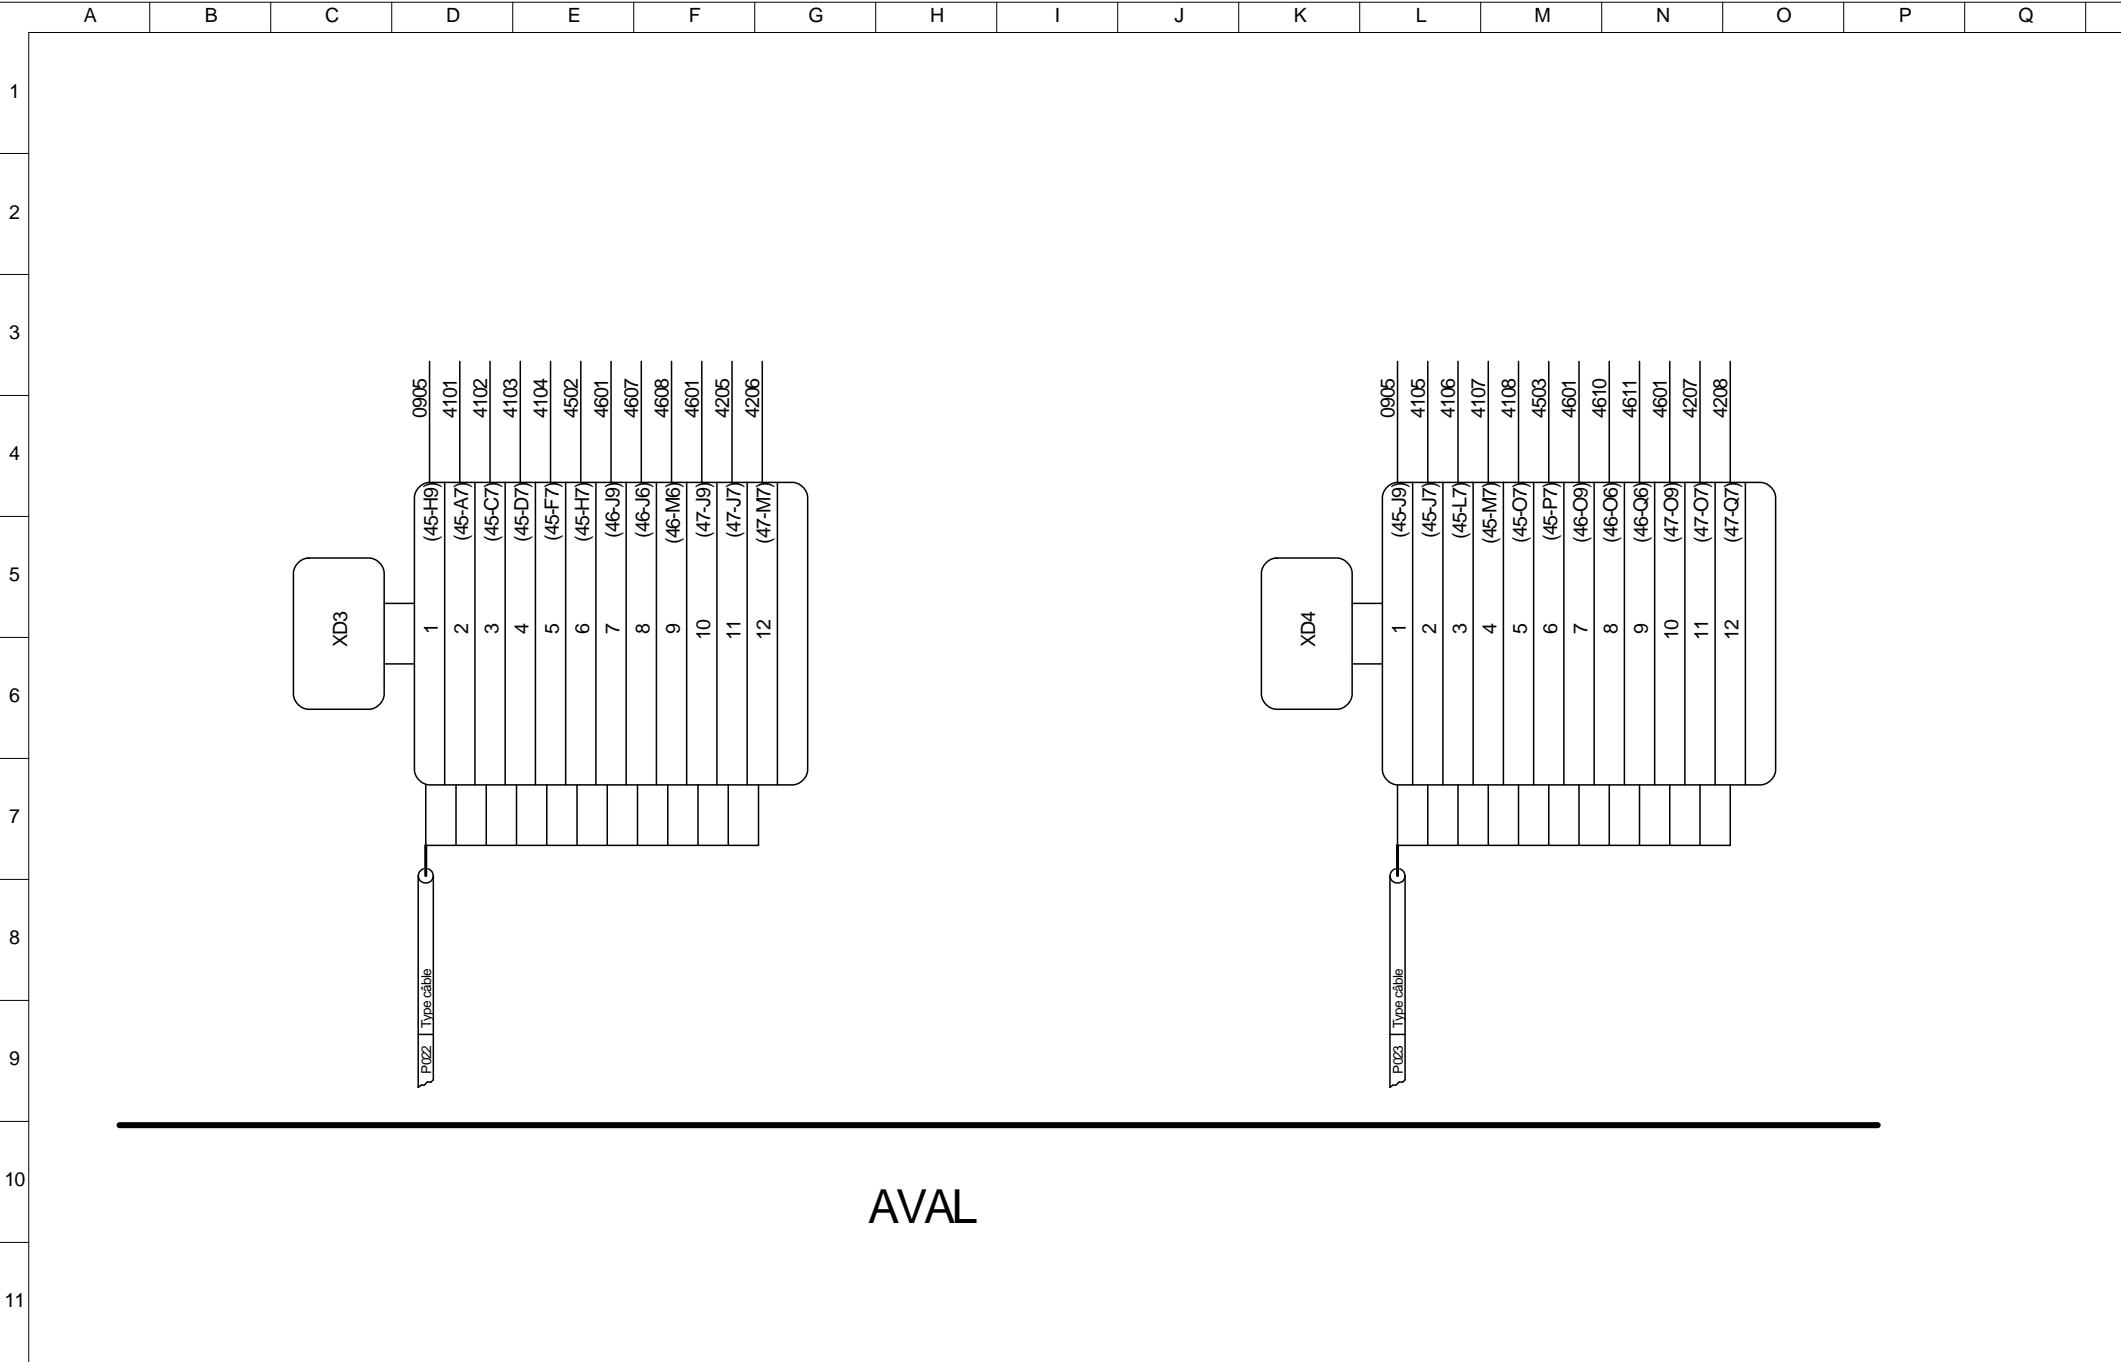 A B C D E F G H I J K L M N O P Q
1
2
3
4
5
6
7
8
9
10
11
0905 4101 4102 4103 4104 4502 4601 4607 4608 4601 4205 4206
(45-H9) (45-A7) (45-C7) (45-D7) (45-F7) (45-H7) (46-J9) (46-J6) (46-M6) (47-J9) (47-J7) (47-M7)
XD3
1 2 3 4 5 6 7 8 9 10 11 12
P022 Type câble
0905 4105 4106 4107 4108 4503 4601 4610 4611 4601 4207 4208
(45-J9) (45-J7) (45-L7) (45-M7) (45-O7) (45-P7) (46-O9) (46-O6) (46-Q6) (47-O9) (47-O7) (47-Q7)
XD4
1 2 3 4 5 6 7 8 9 10 11 12
P023 Type câble
AVAL